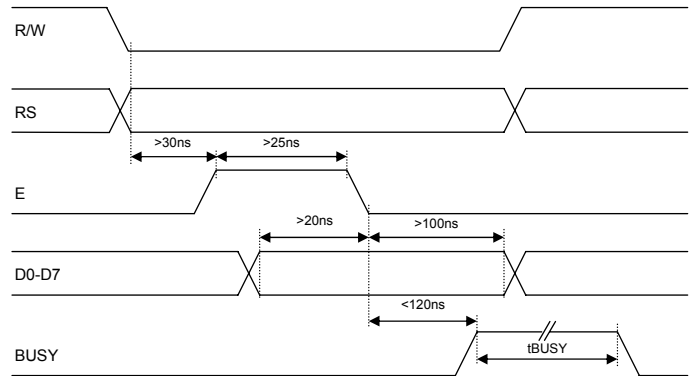 R/W
RS
>30ns >25ns
E
>20ns >100ns
D0-D7
<120ns
BUSY tBUSY